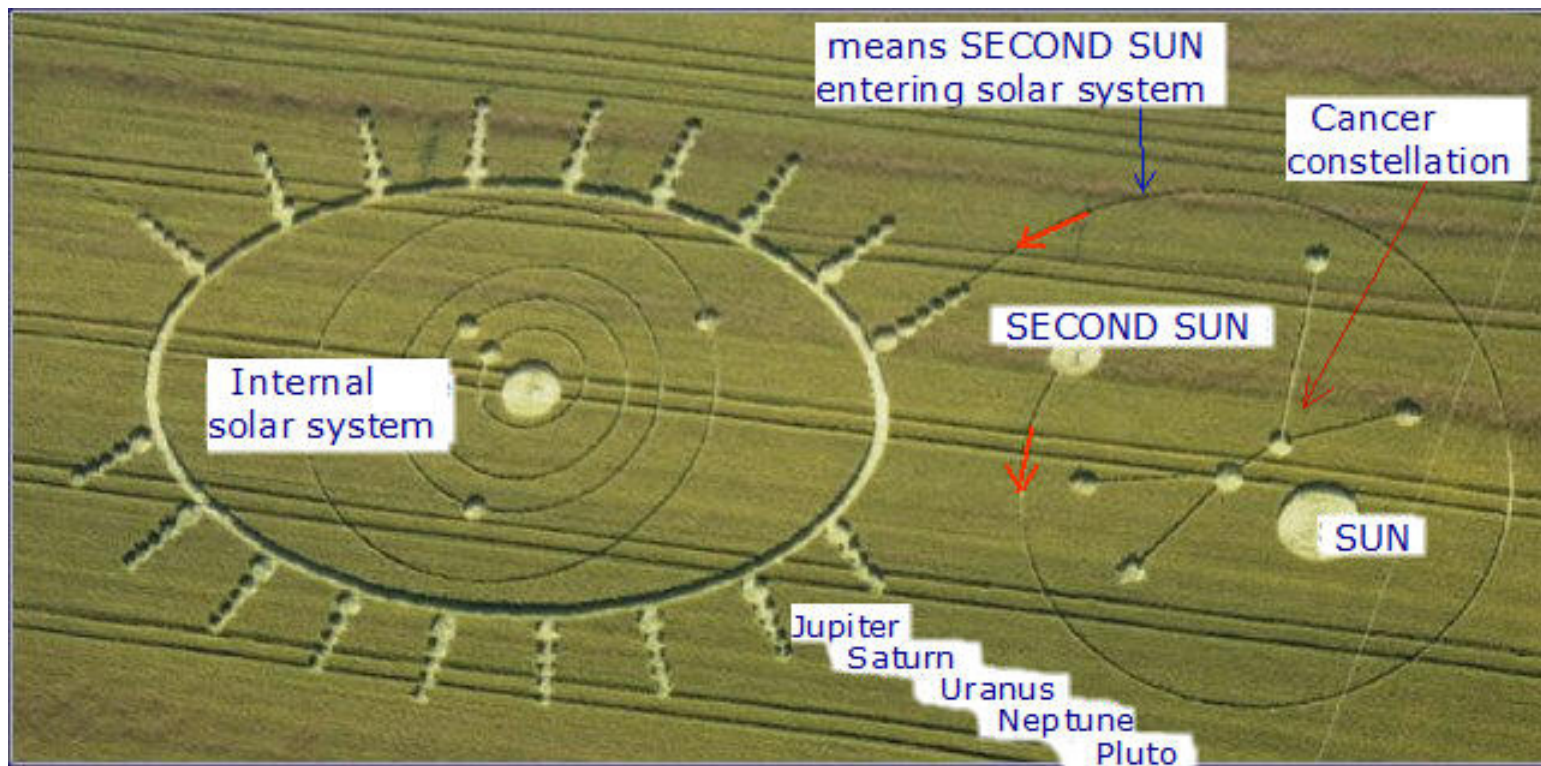 means SECOND SUN
entering solar system
Cancer
constellation
SECOND SUN
Internal
solar system
SUN
Jupiter
Saturn
Uranus
Neptune
Pluto